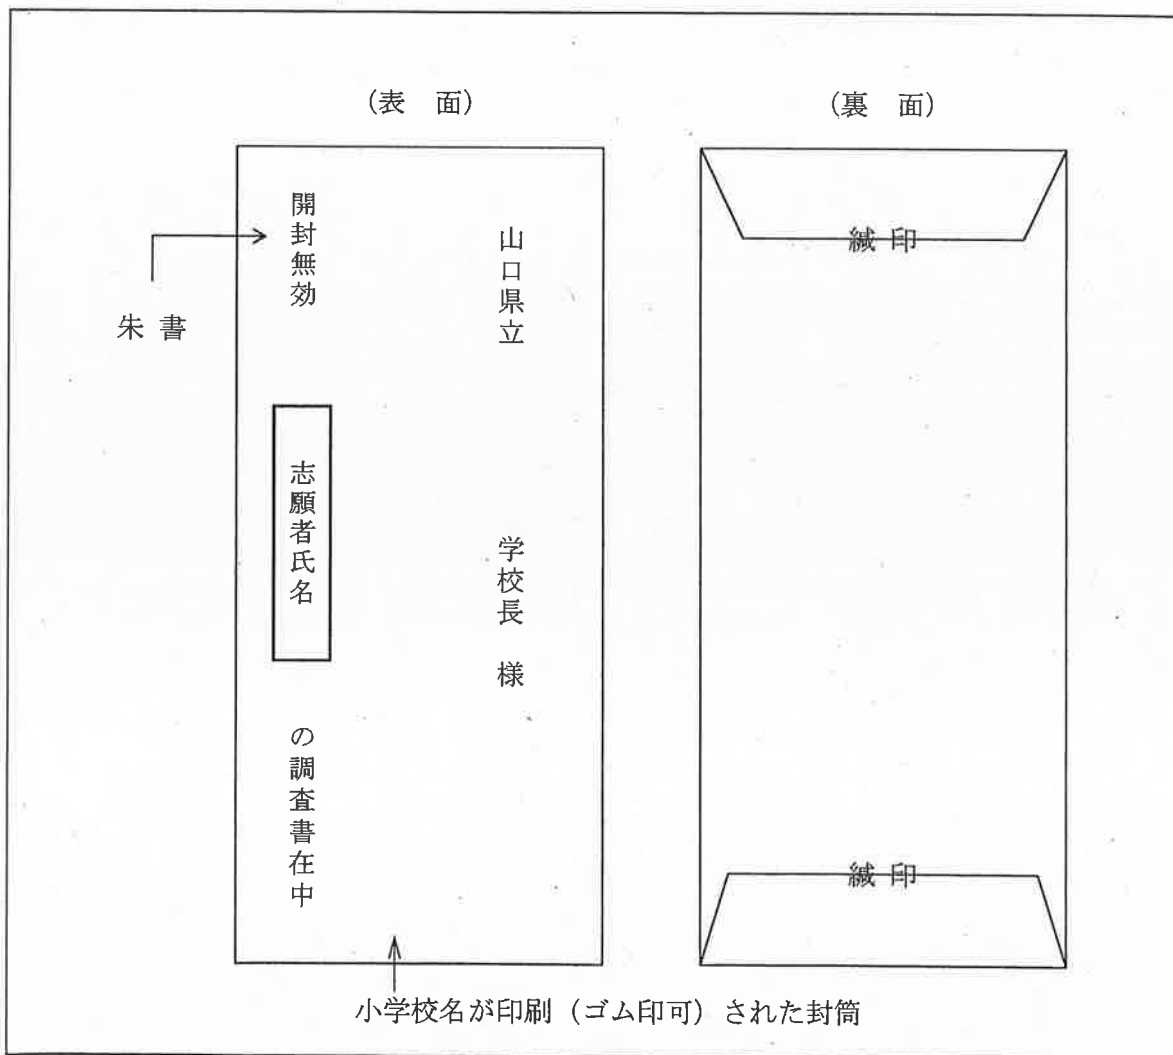 (表 面)
山口県立 学校長 様
開封無効
志願者氏名
の調査書在中
朱書
小学校名が印刷(ゴム印可)された封筒
(裏 面)
緘印
緘印